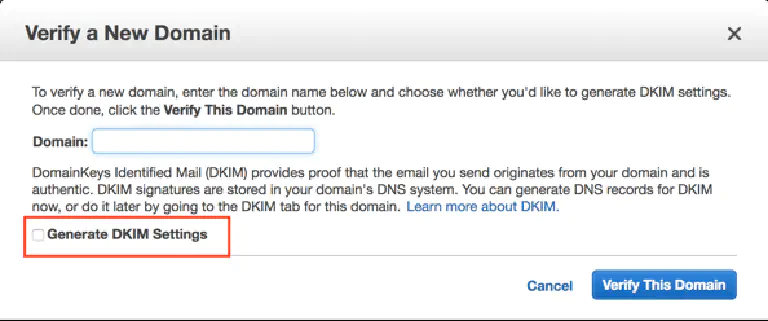 Verify a New Domain
To verify a new domain, enter the domain name below and choose whether you'd like to generate DKIM settings.
Once done, click the Verify This Domain button.
Domain:
DomainKeys Identified Mail (DKIM) provides proof that the email you send originates from your domain and is
authentic. DKIM signatures are stored in your domain's DNS system. You can generate DNS records for DKIM
now, or do it later by going to the DKIM tab for this domain. Learn more about DKIM.
Generate DKIM Settings
Cancel Verify This Domain